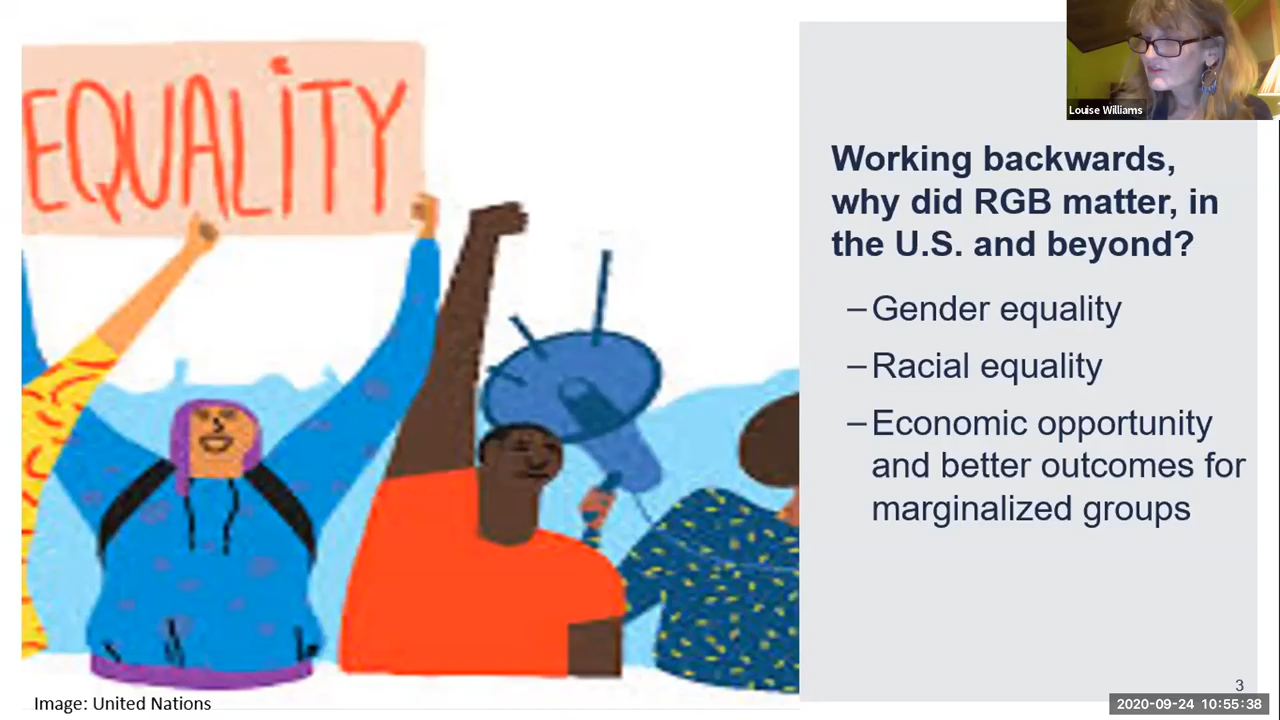 EQUALITY
Louise Williams
Working backwards,
why did RGB matter, in
the U.S. and beyond?
–Gender equality
–Racial equality
–Economic opportunity
and better outcomes for
marginalized groups
3
Image: United Nations
2020-09-24 10:55:38